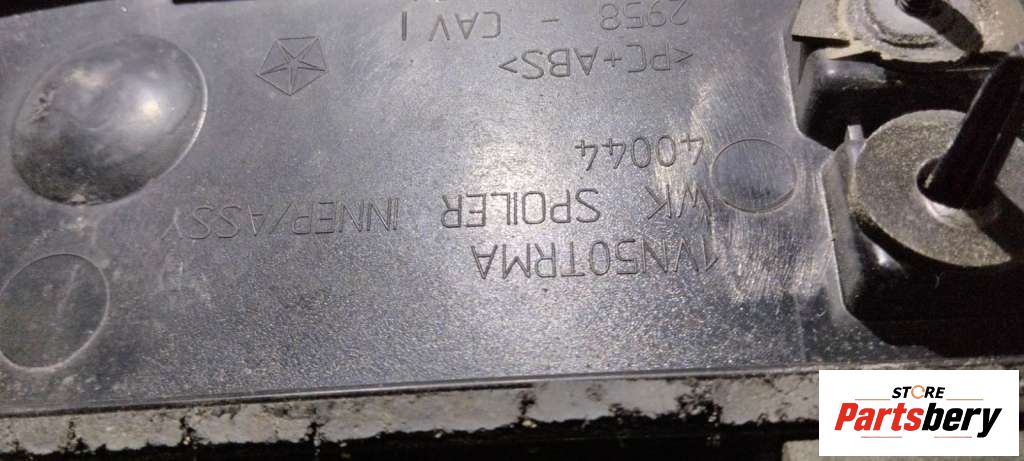 1VN50TRMA
WK SPOILER INNER/ASSY
40044
>PC+ABS<
2958 - CAV 1
STORE
Partsbery